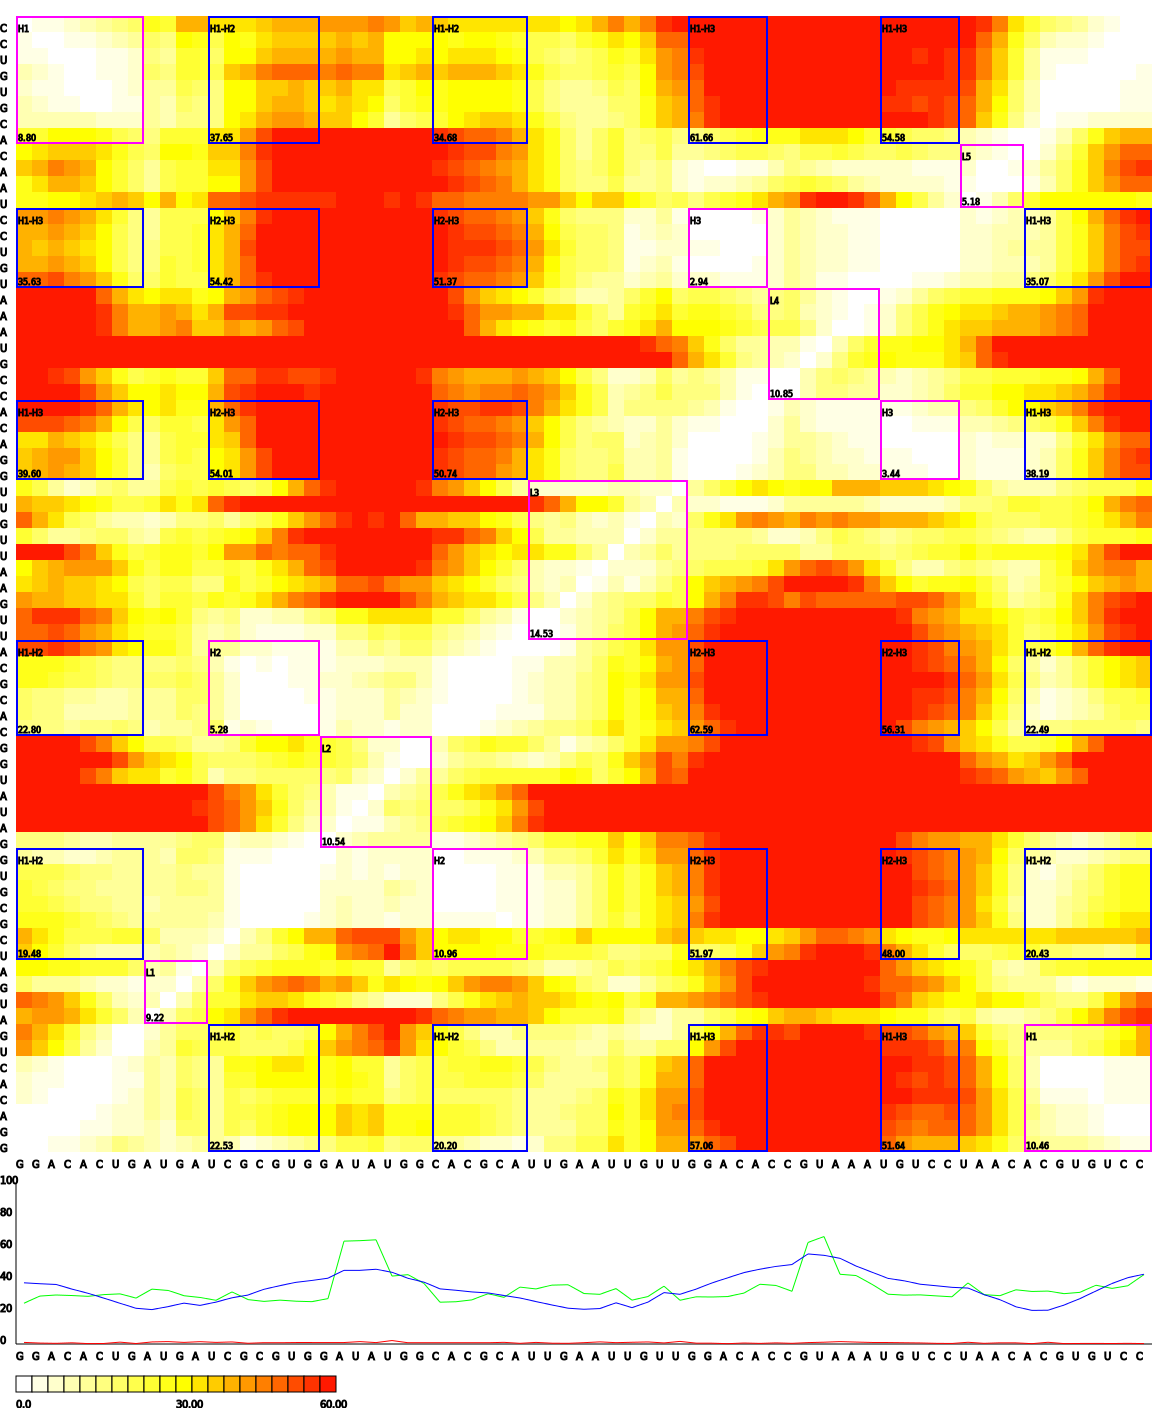 C H1 H1-H2 H1-H2 H1-H3 H1-H3
C
U
G
U
G
C
A 8.80 37.65 34.68 61.66 54.58
C L5
A
A
U 5.18
C H1-H3 H2-H3 H2-H3 H3 H1-H3
C
U
G
U 35.63 54.42 51.37 2.94 35.07
A L4
A
A
U
G
C
C 10.85
A H1-H3 H2-H3 H2-H3 H3 H1-H3
C
A
G
G 39.60 54.01 50.74 3.44 38.19
U L3
U
G
U
U
A
A
G
U
U 14.53
A H1-H2 H2 H2-H3 H2-H3 H1-H2
C
G
C
A
C 22.80 5.28 62.59 56.31 22.49
G L2
G
U
A
U
A
G 10.54
G H1-H2 H2 H2-H3 H2-H3 H1-H2
U
G
C
G
C
U 19.48 10.96 51.97 48.00 20.43
A L1
G
U
A 9.22
G H1-H2 H1-H2 H1-H3 H1-H3 H1
U
C
A
C
A
G
G 22.53 20.20 57.06 51.64 10.46
G G A C A C U G A U G A U C G C G U G G A U A U G G C A C G C A U U G A A U U G U U G G A C A C C G U A A A U G U C C U A A C A C G U G U C C
100
80
60
40
20
0
G G A C A C U G A U G A U C G C G U G G A U A U G G C A C G C A U U G A A U U G U U G G A C A C C G U A A A U G U C C U A A C A C G U G U C C
0.0 30.00 60.00